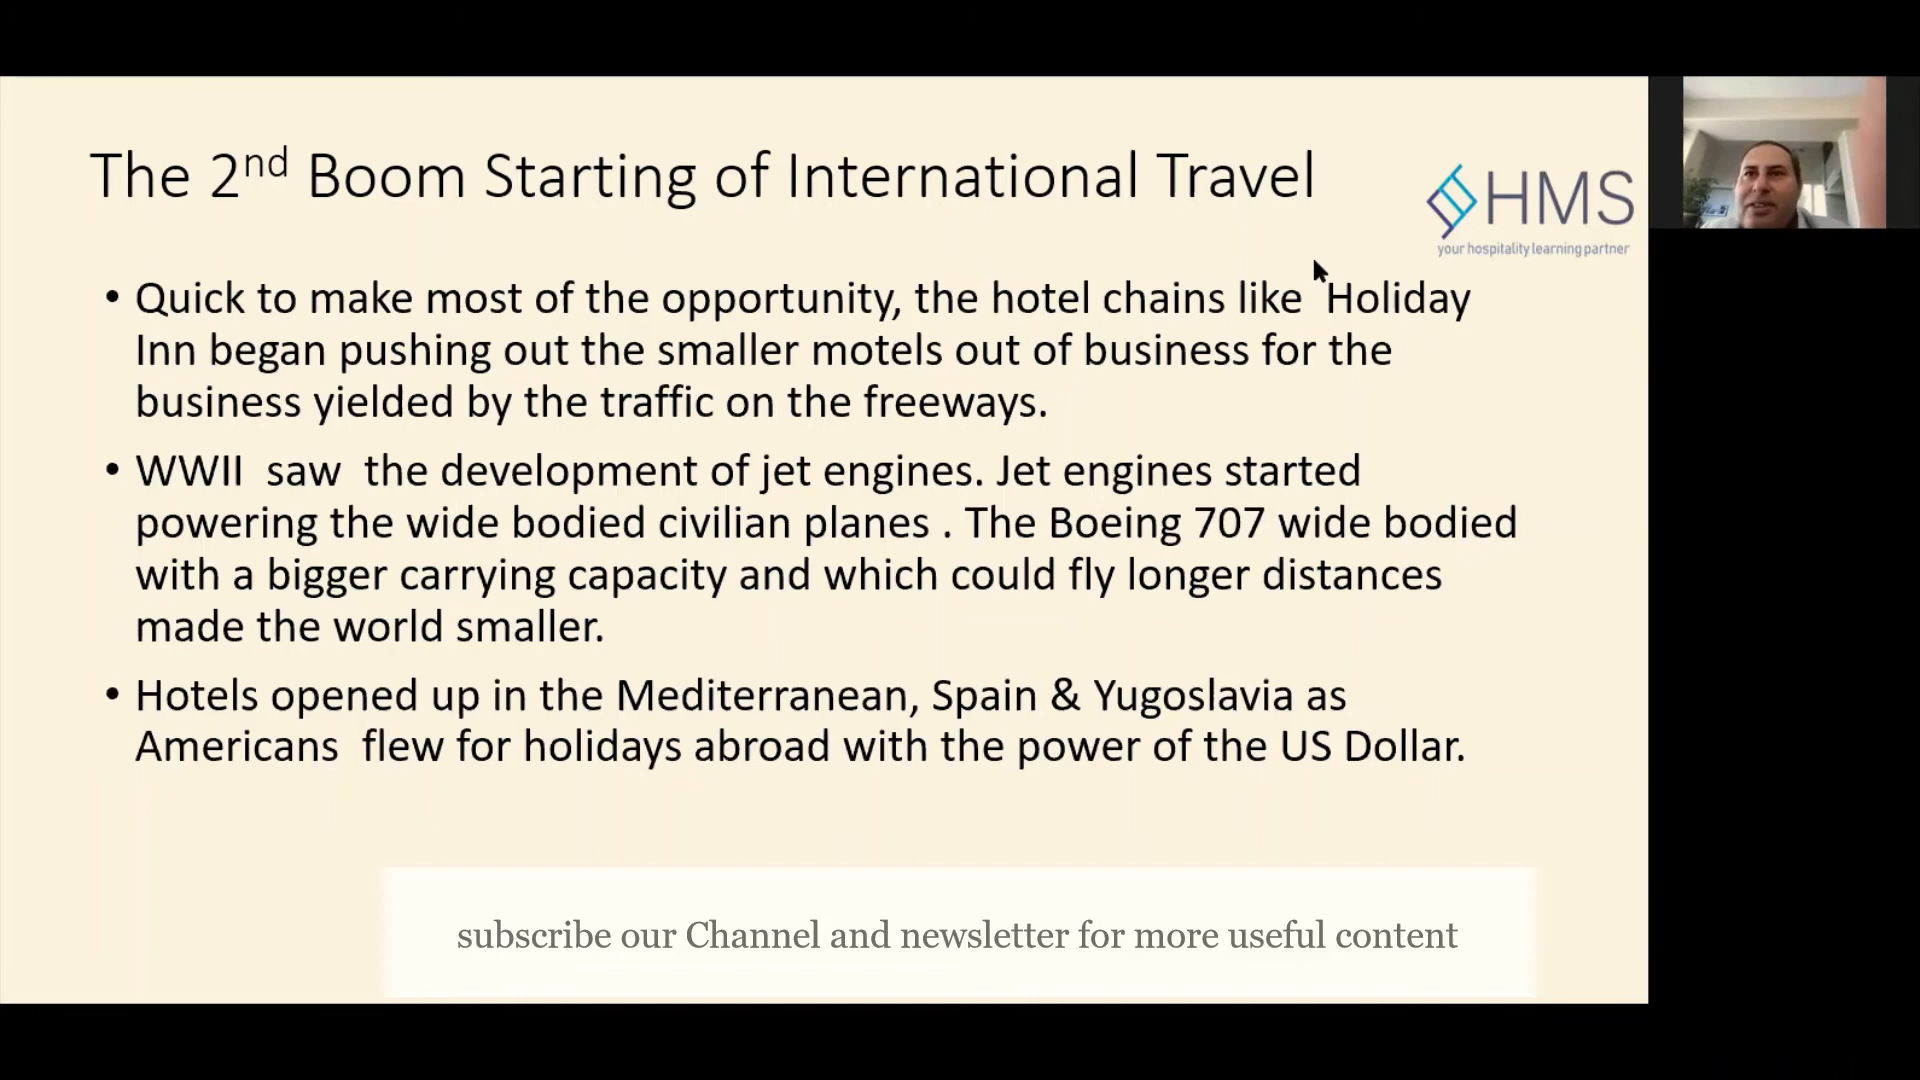 The 2nd Boom Starting of International Travel
HMS
your hospitality learning partner
• Quick to make most of the opportunity, the hotel chains like 'Holiday
Inn began pushing out the smaller motels out of business for the
business yielded by the traffic on the freeways.
• WWII saw the development of jet engines. Jet engines started
powering the wide bodied civilian planes . The Boeing 707 wide bodied
with a bigger carrying capacity and which could fly longer distances
made the world smaller.
• Hotels opened up in the Mediterranean, Spain & Yugoslavia as
Americans flew for holidays abroad with the power of the US Dollar.
subscribe our Channel and newsletter for more useful content